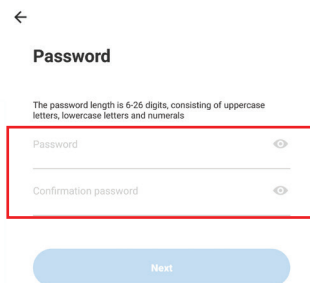 Password
The password length is 6-26 digits, consisting of uppercase
letters, lowercase letters and numerals
Password
Confirmation password
Next